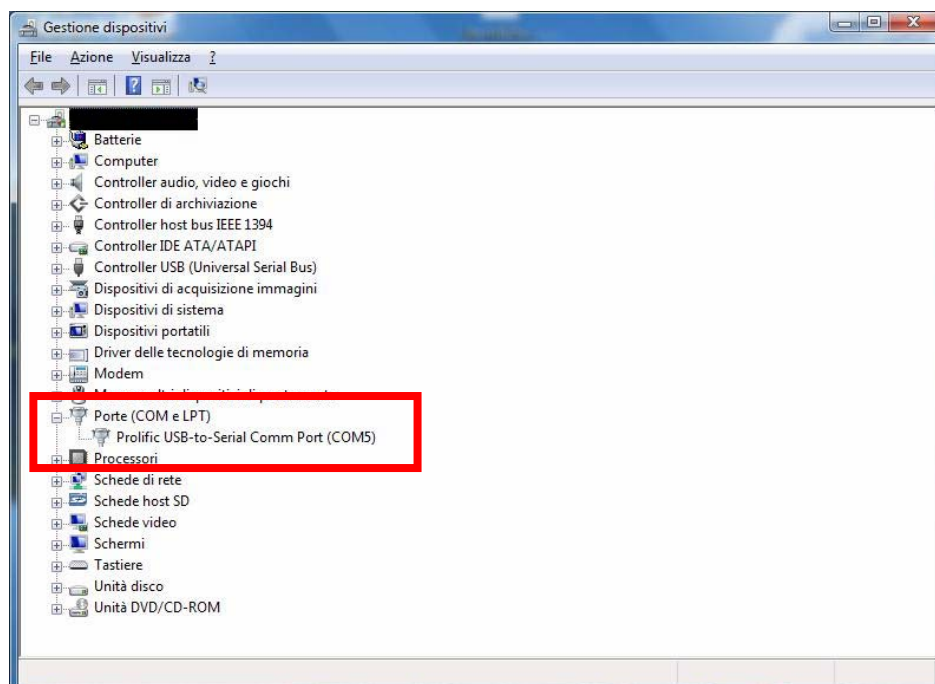 Gestione dispositivi
File Azione Visualizza ?
Batterie
Computer
Controller audio, video e giochi
Controller di archiviazione
Controller host bus IEEE 1394
Controller IDE ATA/ATAPI
Controller USB (Universal Serial Bus)
Dispositivi di acquisizione immagini
Dispositivi di sistema
Dispositivi portatili
Driver delle tecnologie di memoria
Modem
Porte (COM e LPT)
Prolific USB-to-Serial Comm Port (COM5)
Processori
Schede di rete
Schede host SD
Schede video
Schermi
Tastiere
Unità disco
Unità DVD/CD-ROM